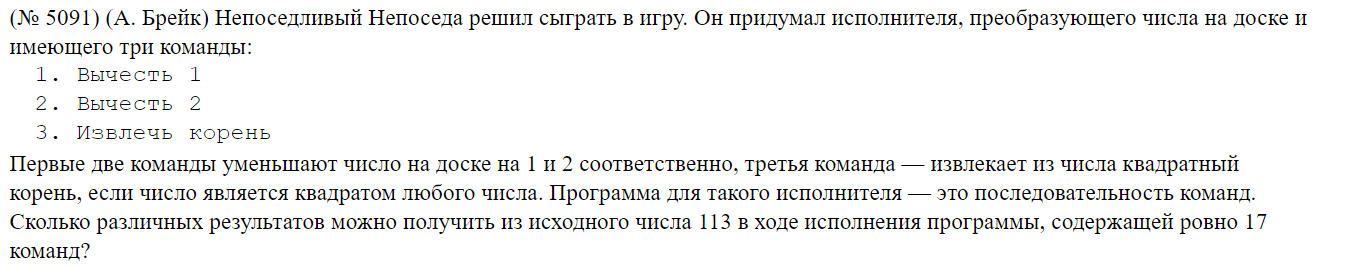 (№ 5091) (А. Брейк) Непоседливый Непоседа решил сыграть в игру. Он придумал исполнителя, преобразующего числа на доске и
имеющего три команды:
1. Вычесть 1
2. Вычесть 2
3. Извлечь корень
Первые две команды уменьшают число на доске на 1 и 2 соответственно, третья команда — извлекает из числа квадратный
корень, если число является квадратом любого числа. Программа для такого исполнителя — это последовательность команд.
Сколько различных результатов можно получить из исходного числа 113 в ходе исполнения программы, содержащей ровно 17
команд?